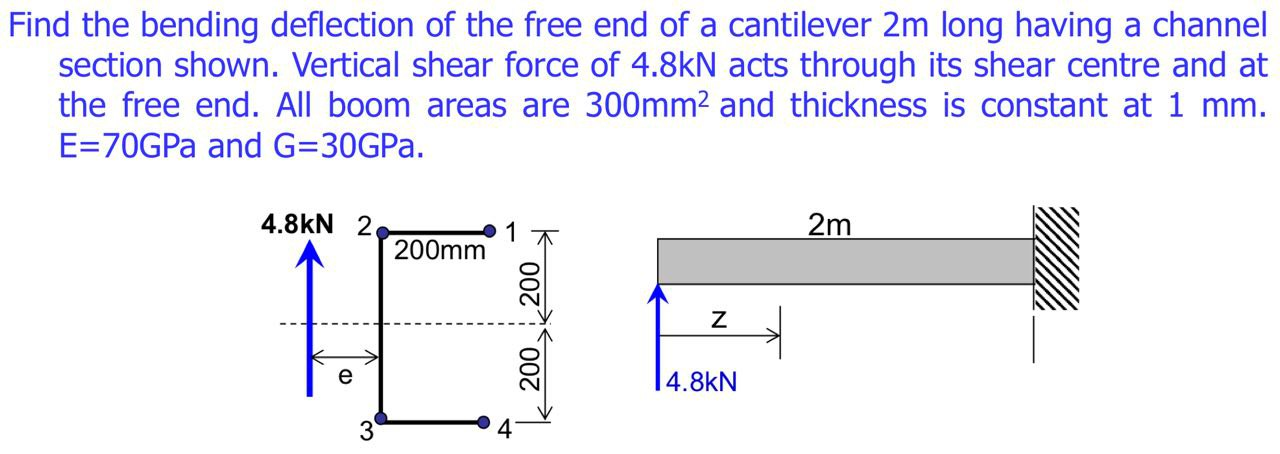 Find the bending deflection of the free end of a cantilever 2m long having a channel
section shown. Vertical shear force of 4.8kN acts through its shear centre and at
the free end. All boom areas are 300mm² and thickness is constant at 1 mm.
E=70GPa and G=30GPa.
4.8kN 2 1
200mm
200
200
e
3 4
2m
z
4.8kN